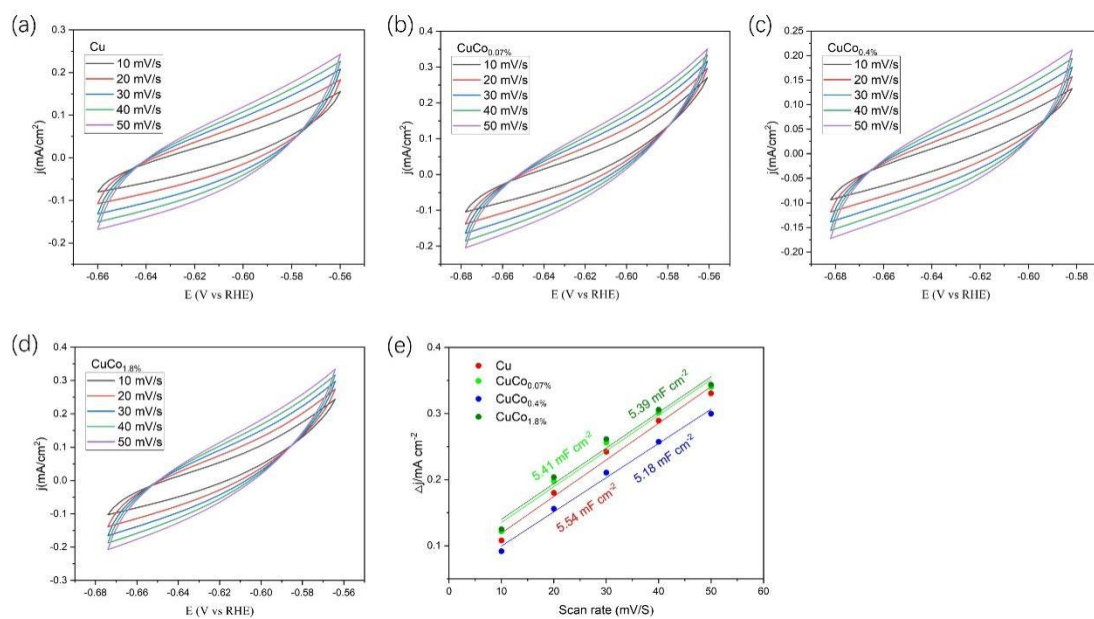 (a)
Cu
10 mV/s
20 mV/s
30 mV/s
40 mV/s
50 mV/s
0.3
0.2
0.1
0.0
-0.1
-0.2
j(mA/cm²)
-0.66 -0.64 -0.62 -0.60 -0.58 -0.56
E (V vs RHE)
(b)
CuCo₀.₀₇%
10 mV/s
20 mV/s
30 mV/s
40 mV/s
50 mV/s
0.4
0.3
0.2
0.1
0.0
-0.1
-0.2
-0.3
j(mA/cm²)
-0.68 -0.66 -0.64 -0.62 -0.60 -0.58 -0.56
E (V vs RHE)
(c)
CuCo₀.₄%
10 mV/s
20 mV/s
30 mV/s
40 mV/s
50 mV/s
0.25
0.20
0.15
0.10
0.05
0.00
-0.05
-0.10
-0.15
-0.20
j(mA/cm²)
-0.68 -0.66 -0.64 -0.62 -0.60 -0.58
E (V vs RHE)
(d)
CuCo₁.₈%
10 mV/s
20 mV/s
30 mV/s
40 mV/s
50 mV/s
0.4
0.3
0.2
0.1
0.0
-0.1
-0.2
-0.3
j(mA/cm²)
-0.68 -0.66 -0.64 -0.62 -0.60 -0.58 -0.56
E (V vs RHE)
(e)
Cu
CuCo₀.₀₇%
CuCo₀.₄%
CuCo₁.₈%
5.39 mF cm⁻²
5.41 mF cm⁻²
5.18 mF cm⁻²
5.54 mF cm⁻²
0.4
0.3
0.2
0.1
△j/mA cm⁻²
0 10 20 30 40 50 60
Scan rate (mV/S)